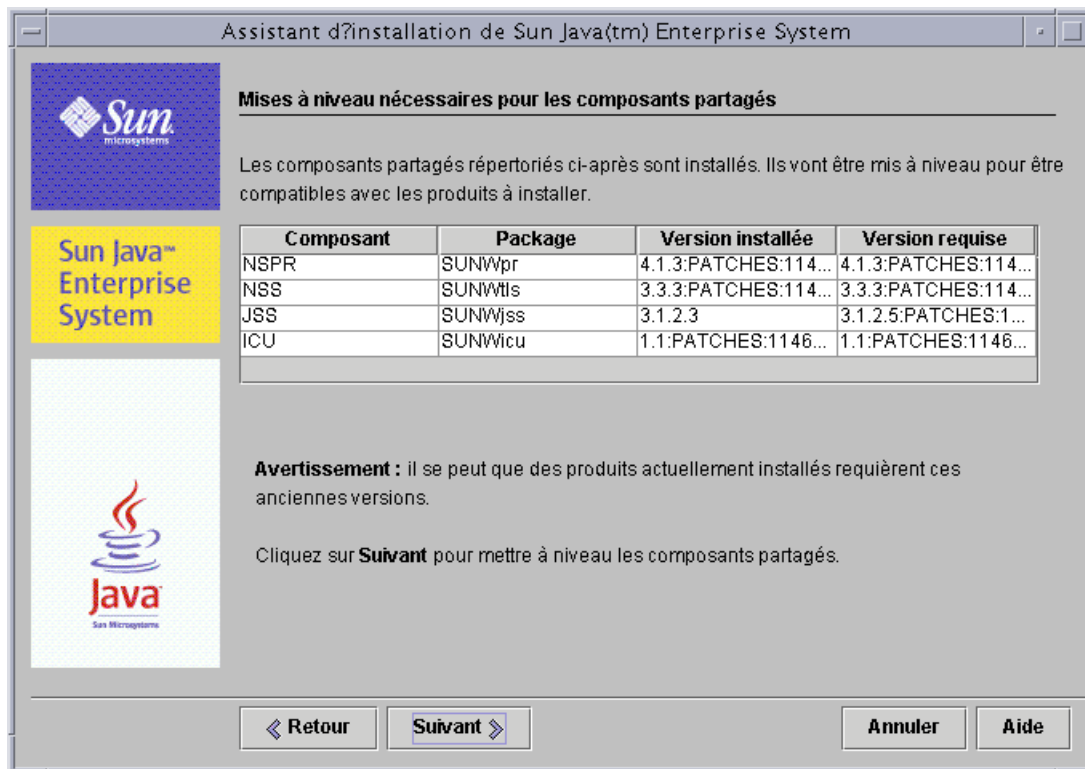 Assistant d?installation de Sun Java(tm) Enterprise System
Sun
microsystems
Sun Java™
Enterprise
System
Java
Sun Microsystems
Mises à niveau nécessaires pour les composants partagés
Les composants partagés répertoriés ci-après sont installés. Ils vont être mis à niveau pour être
compatibles avec les produits à installer.
Composant Package Version installée Version requise
NSPR SUNWpr 4.1.3:PATCHES:114... 4.1.3:PATCHES:114...
NSS SUNWtls 3.3.3:PATCHES:114... 3.3.3:PATCHES:114...
JSS SUNWjss 3.1.2.3 3.1.2.5:PATCHES:1...
ICU SUNWicu 1.1:PATCHES:1146... 1.1:PATCHES:1146...
Avertissement : il se peut que des produits actuellement installés requièrent ces
anciennes versions.
Cliquez sur Suivant pour mettre à niveau les composants partagés.
Retour Suivant Annuler Aide